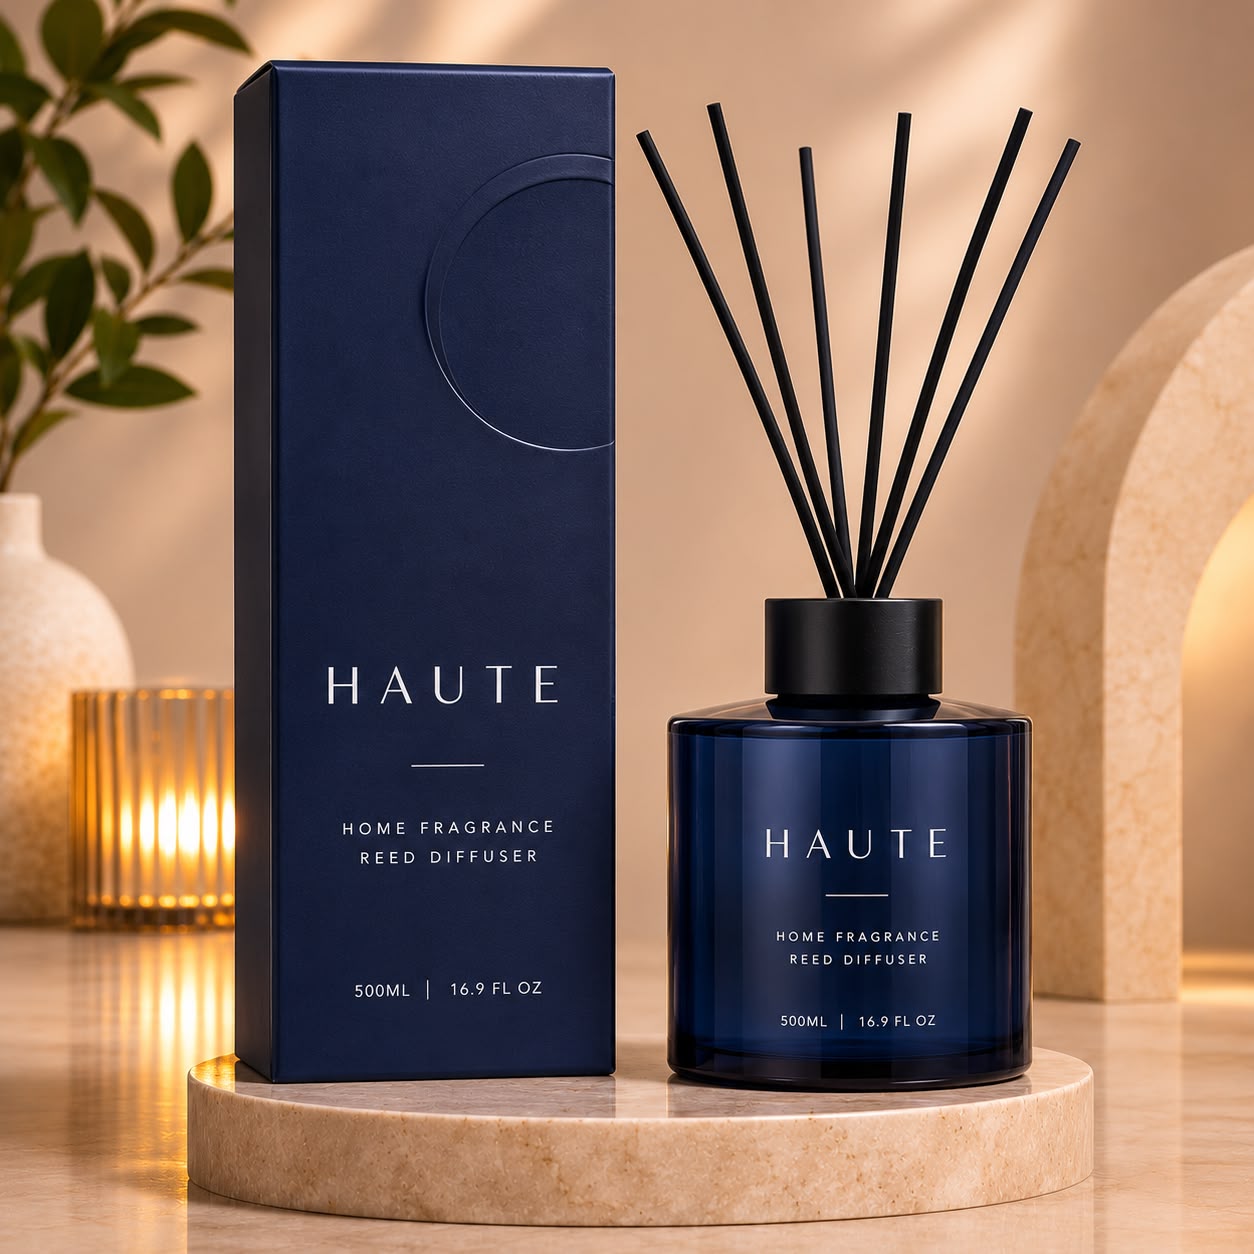 HAUTE
HOME FRAGRANCE
REED DIFFUSER
500ML | 16.9 FL OZ
HAUTE
HOME FRAGRANCE
REED DIFFUSER
500ML | 16.9 FL OZ